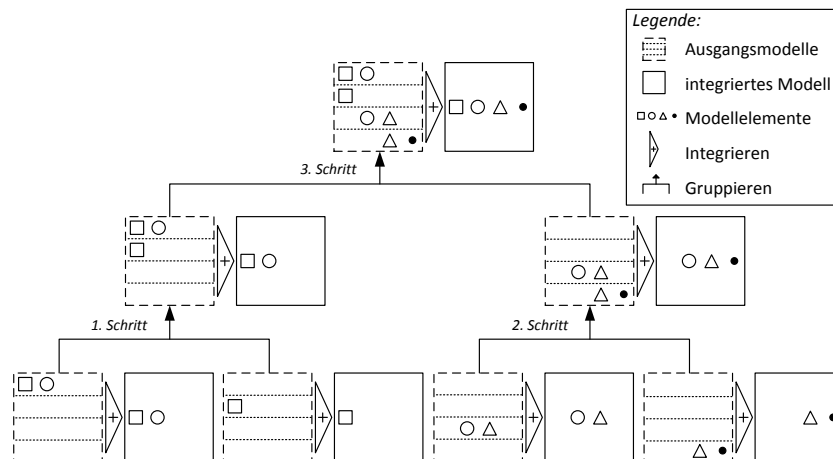 Legende:
Ausgangsmodelle
integriertes Modell
Modellelemente
Integrieren
Gruppieren
3. Schritt
1. Schritt
2. Schritt